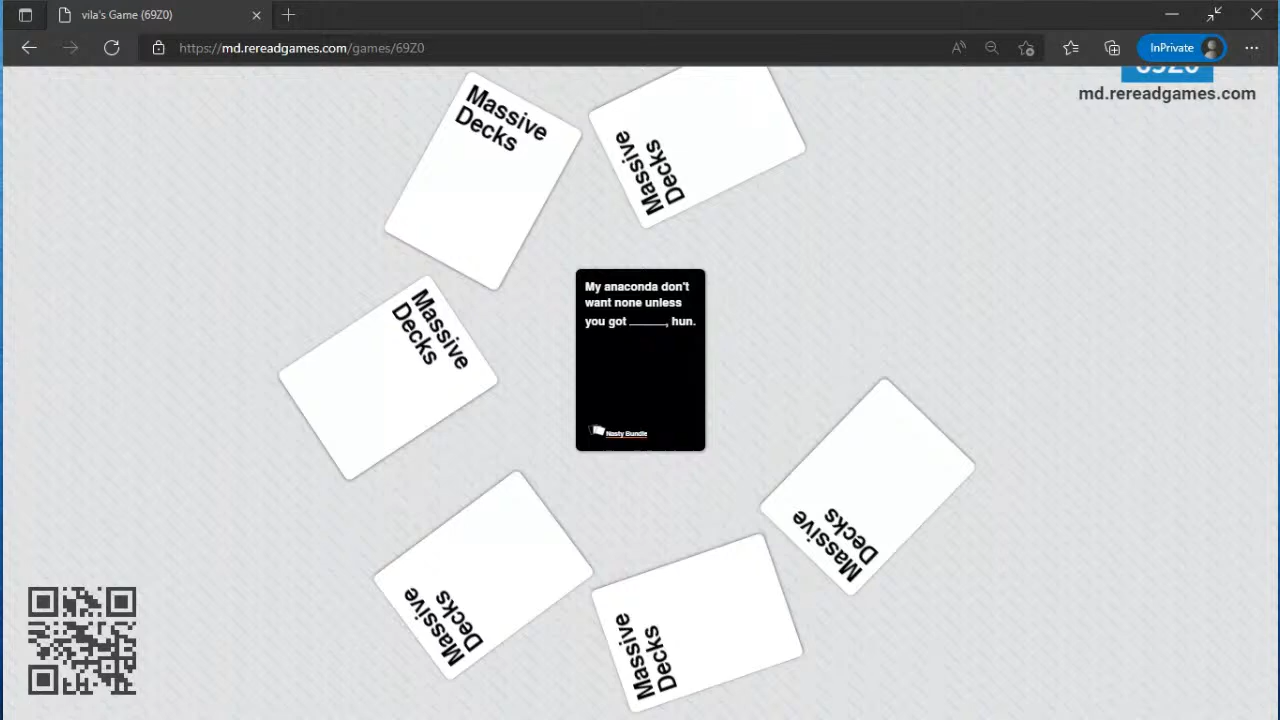 vila's Game (69Z0)
https://md.rereadgames.com/games/69Z0
InPrivate
69Z0
md.rereadgames.com
Massive
Decks
Massive
Decks
Massive
Decks
My anaconda don't
want none unless
you got ______, hun.
Nasty Bundle
Massive
Decks
Massive
Decks
Massive
Decks